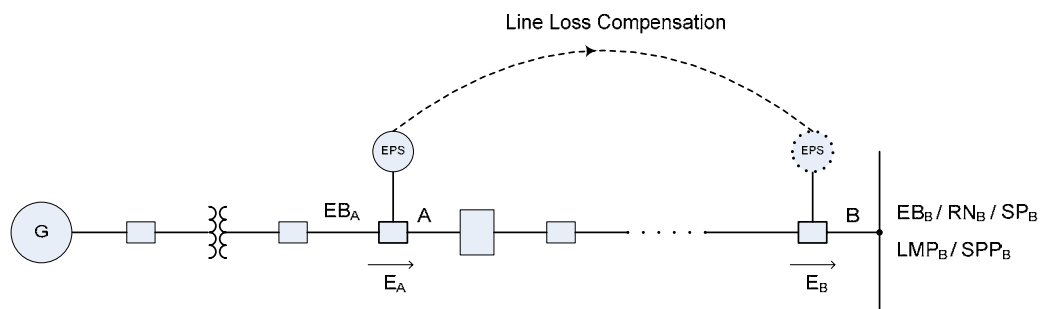 Line Loss Compensation
EPS
EPS
G
EB_A
A
B
EB_B / RN_B / SP_B
LMP_B / SPP_B
E_A
E_B